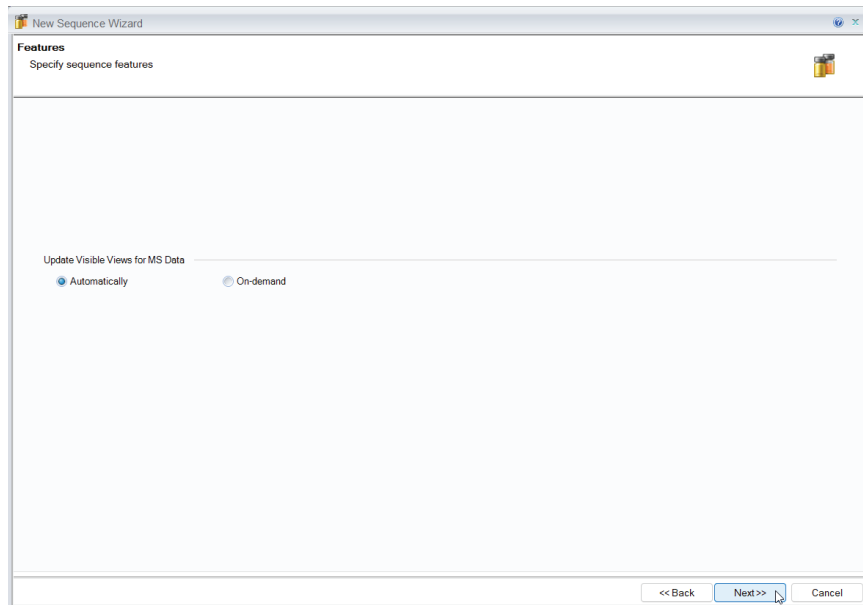 New Sequence Wizard
Features
Specify sequence features
Update Visible Views for MS Data
Automatically On-demand
<< Back Next >> Cancel